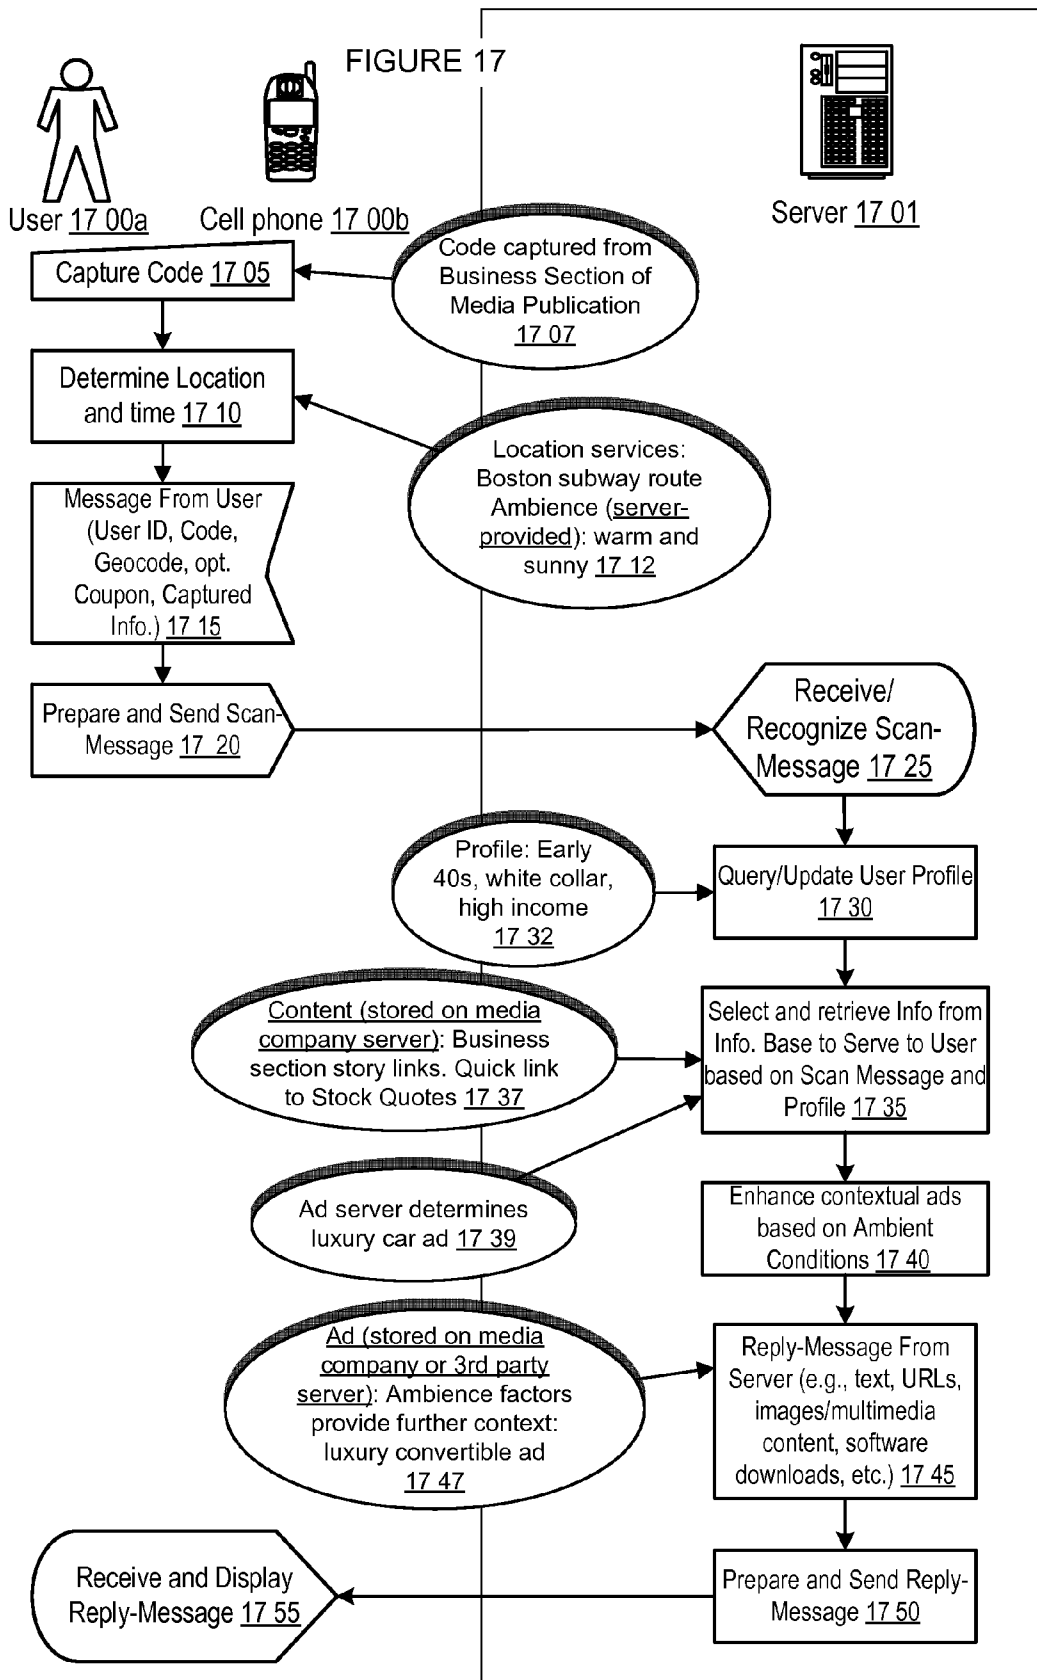 FIGURE 17
User 17 00a
Cell phone 17 00b
Server 17 01
Capture Code 17 05
Code captured from
Business Section of
Media Publication
17 07
Determine Location
and time 17 10
Location services:
Boston subway route
Ambience (server-
provided): warm and
sunny 17 12
Message From User
(User ID, Code,
Geocode, opt.
Coupon, Captured
Info.) 17 15
Prepare and Send Scan-
Message 17 20
Receive/
Recognize Scan-
Message 17 25
Profile: Early
40s, white collar,
high income
17 32
Query/Update User Profile
17 30
Content (stored on media
company server): Business
section story links. Quick link
to Stock Quotes 17 37
Select and retrieve Info from
Info. Base to Serve to User
based on Scan Message and
Profile 17 35
Ad server determines
luxury car ad 17 39
Enhance contextual ads
based on Ambient
Conditions 17 40
Ad (stored on media
company or 3rd party
server): Ambience factors
provide further context:
luxury convertible ad
17 47
Reply-Message From
Server (e.g., text, URLs,
images/multimedia
content, software
downloads, etc.) 17 45
Prepare and Send Reply-
Message 17 50
Receive and Display
Reply-Message 17 55